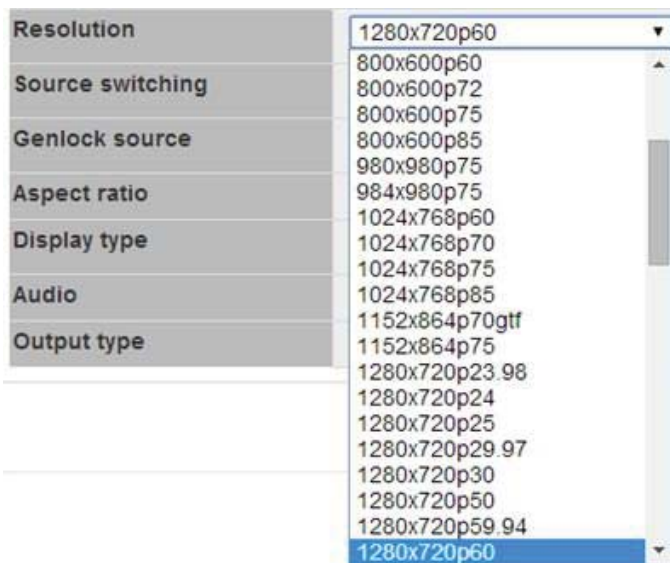 Resolution
1280x720p60
800x600p60
800x600p72
Source switching
800x600p75
Genlock source
800x600p85
980x980p75
Aspect ratio
984x980p75
1024x768p60
Display type
1024x768p70
1024x768p75
Audio
1024x768p85
1152x864p70gtf
Output type
1152x864p75
1280x720p23.98
1280x720p24
1280x720p25
1280x720p29.97
1280x720p30
1280x720p50
1280x720p59.94
1280x720p60